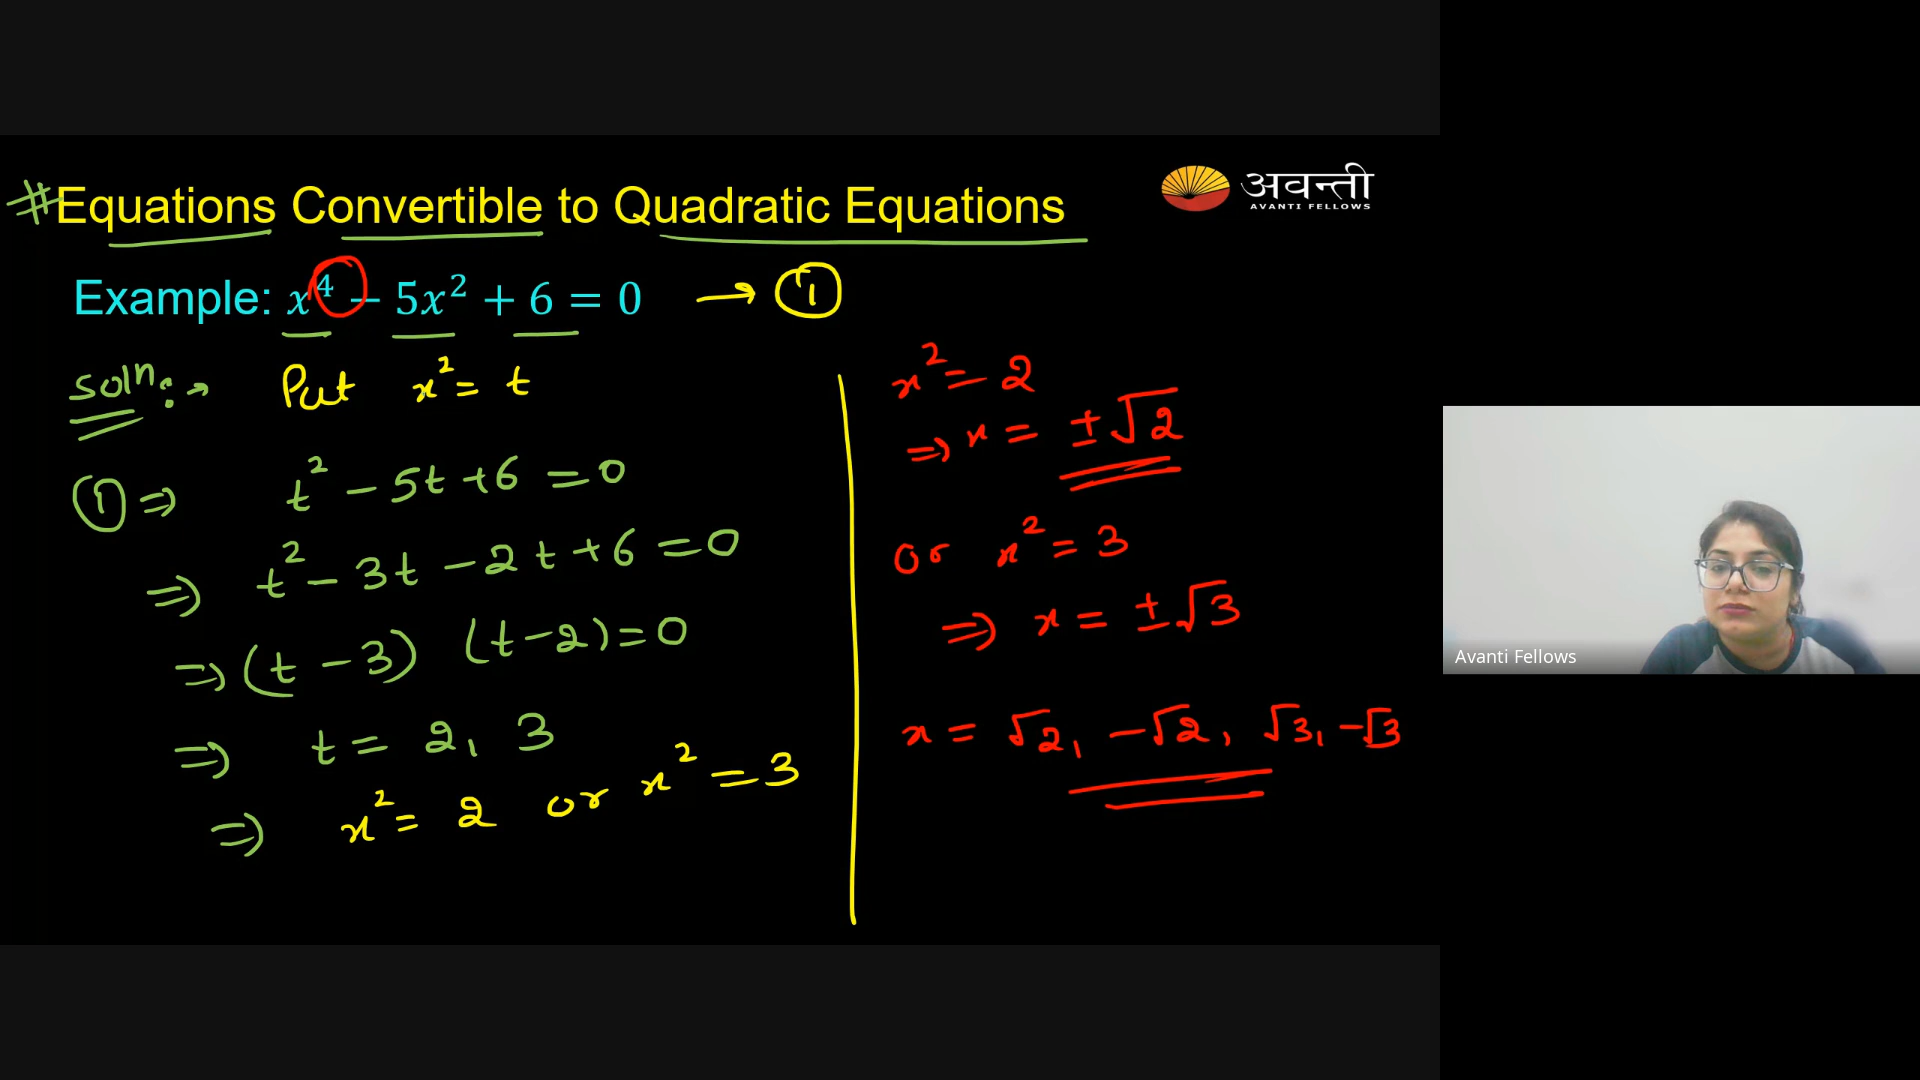 # Equations Convertible to Quadratic Equations
अवन्ती
AVANTI FELLOWS
Example: x⁴ − 5x² + 6 = 0 → ①
Soln:→ Put x² = t
① ⇒ t² − 5t + 6 = 0
⇒ t² − 3t − 2t + 6 = 0
⇒ (t − 3) (t − 2) = 0
⇒ t = 2, 3
⇒ x² = 2 or x² = 3
x² = 2
⇒ x = ±√2
or x² = 3
⇒ x = ±√3
x = √2, −√2, √3, −√3
Avanti Fellows